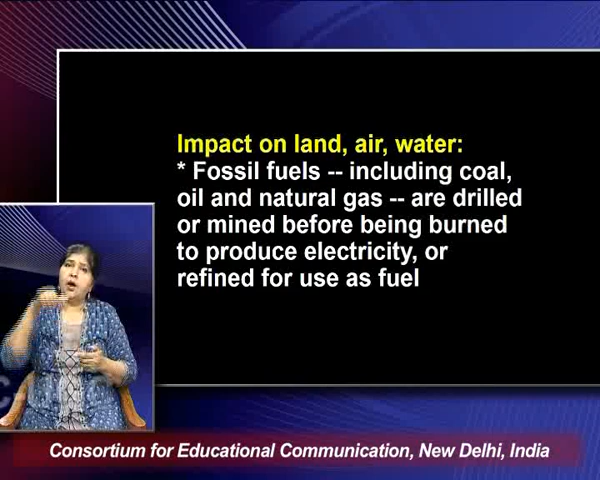 Impact on land, air, water:
* Fossil fuels -- including coal,
oil and natural gas -- are drilled
or mined before being burned
to produce electricity, or
refined for use as fuel
C
Consortium for Educational Communication, New Delhi, India